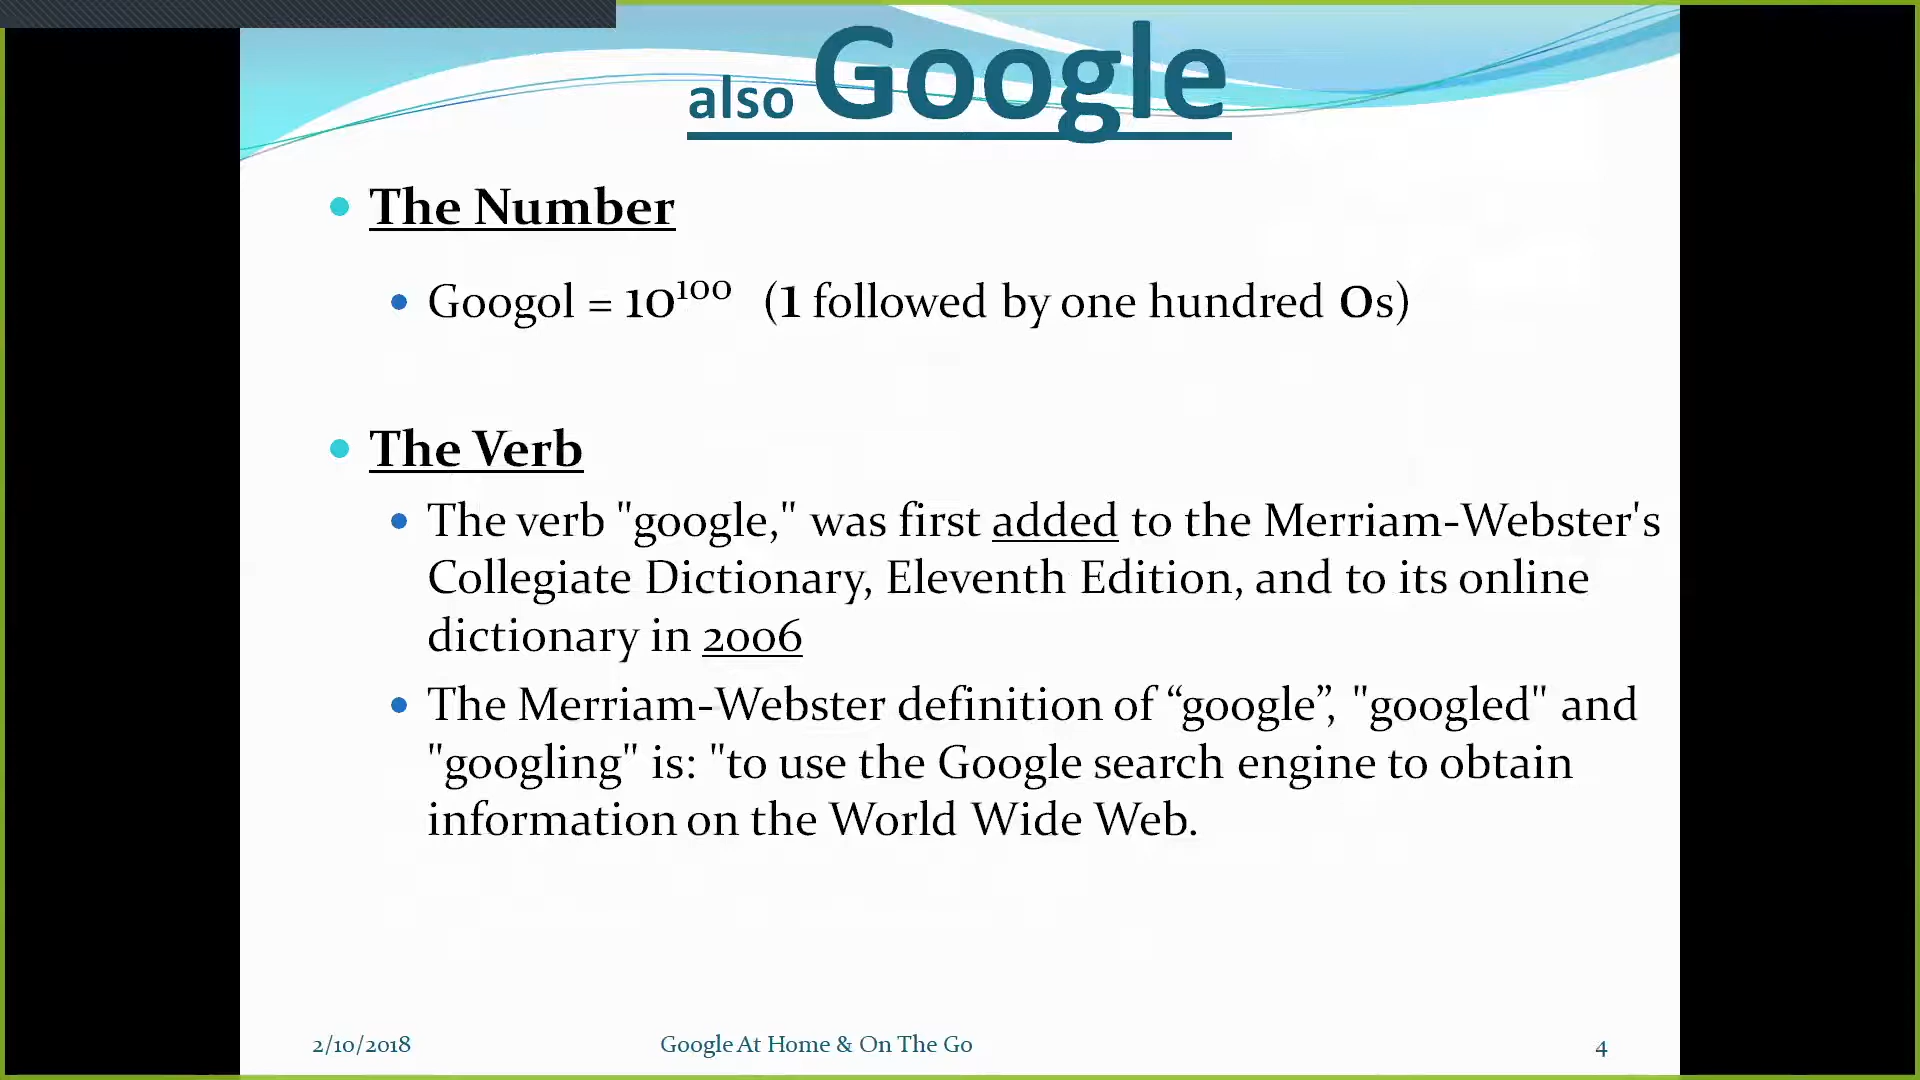 also Google
• The Number
• Googol = 10¹⁰⁰ (1 followed by one hundred 0s)
• The Verb
• The verb "google," was first added to the Merriam-Webster's
Collegiate Dictionary, Eleventh Edition, and to its online
dictionary in 2006
• The Merriam-Webster definition of “google”, "googled" and
"googling" is: "to use the Google search engine to obtain
information on the World Wide Web.
2/10/2018 Google At Home & On The Go 4